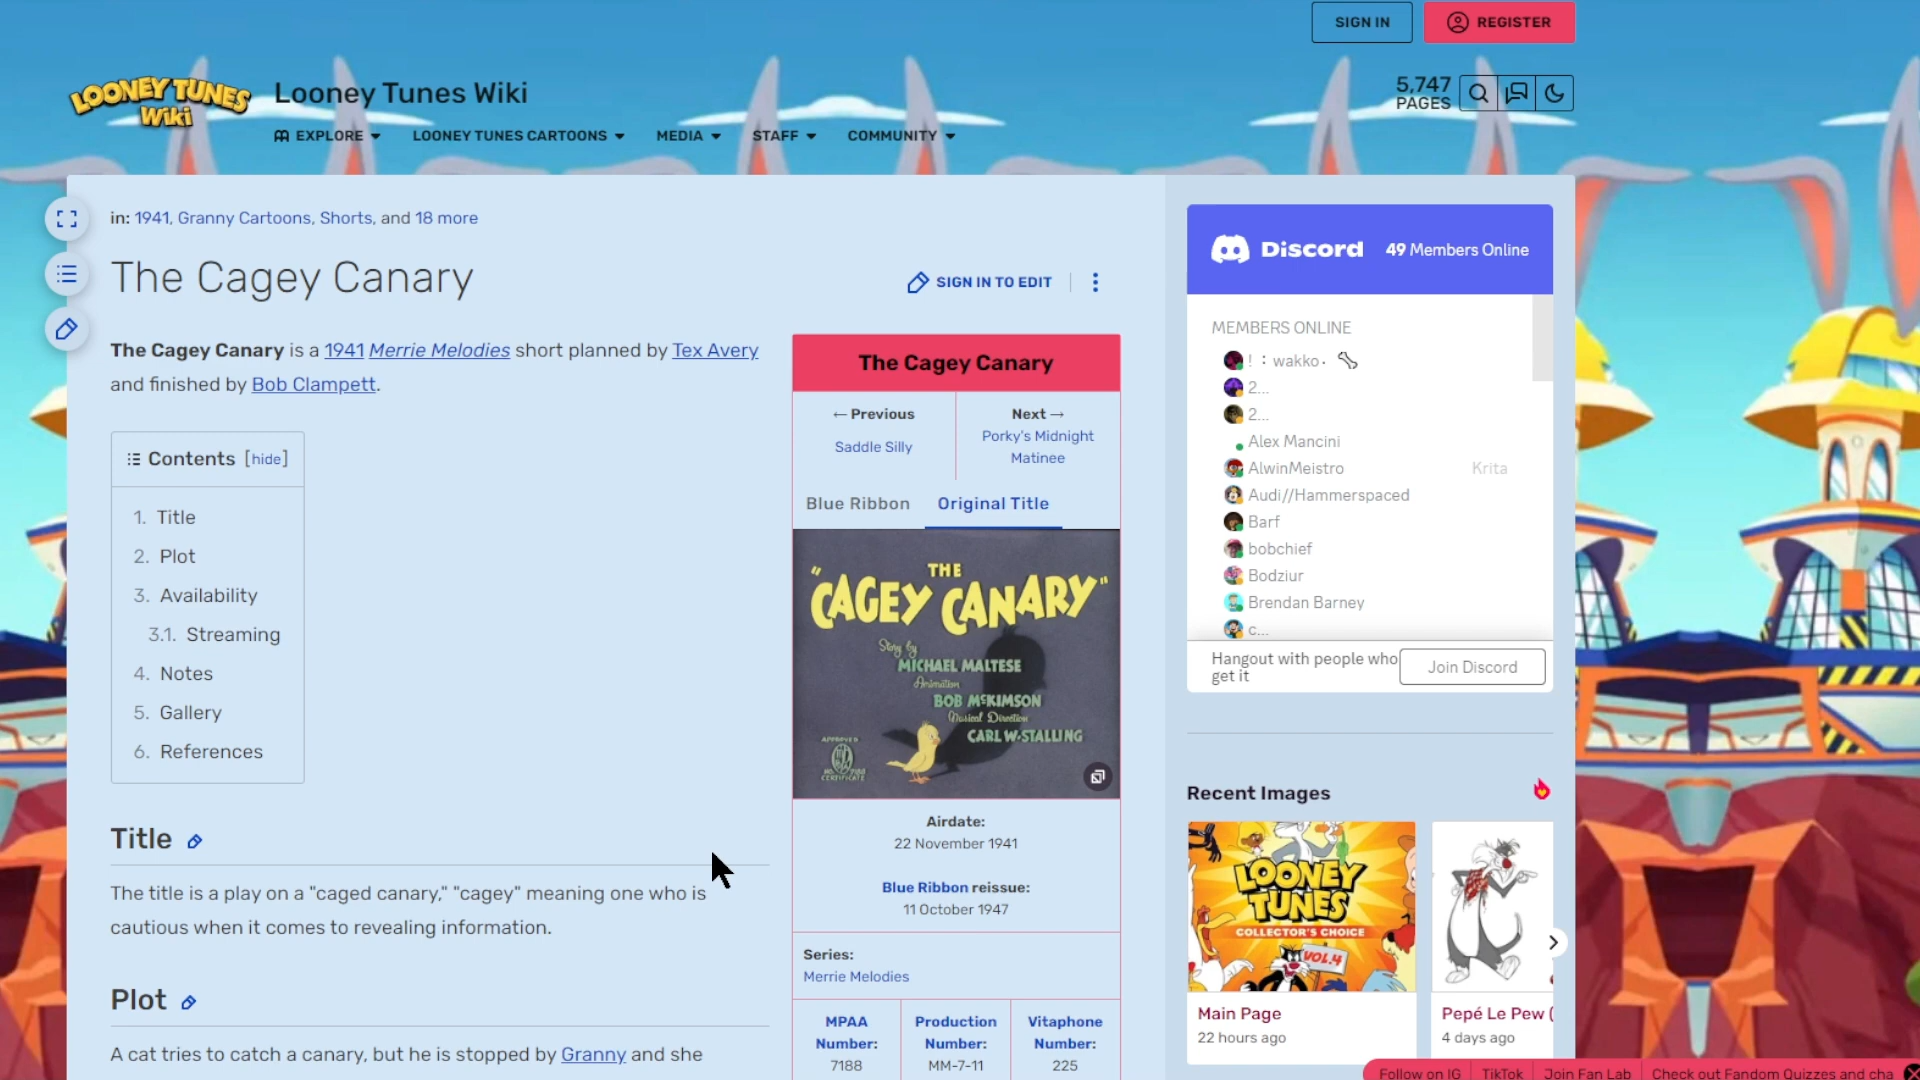 SIGN IN
REGISTER
LOONEY TUNES
Wiki
Looney Tunes Wiki
5,747
PAGES
EXPLORE
LOONEY TUNES CARTOONS
MEDIA
STAFF
COMMUNITY
in: 1941, Granny Cartoons, Shorts, and 18 more
The Cagey Canary
SIGN IN TO EDIT
The Cagey Canary is a 1941 Merrie Melodies short planned by Tex Avery
and finished by Bob Clampett.
Contents [hide]
1. Title
2. Plot
3. Availability
3.1. Streaming
4. Notes
5. Gallery
6. References
Title
The title is a play on a "caged canary," "cagey" meaning one who is
cautious when it comes to revealing information.
Plot
A cat tries to catch a canary, but he is stopped by Granny and she
The Cagey Canary
← Previous
Saddle Silly
Next →
Porky's Midnight
Matinee
Blue Ribbon
Original Title
THE
"CAGEY CANARY"
Story by
MICHAEL MALTESE
Animation
BOB McKIMSON
Musical Direction
CARL W. STALLING
APPROVED
CERTIFICATE
Airdate:
22 November 1941
Blue Ribbon reissue:
11 October 1947
Series:
Merrie Melodies
MPAA
Number:
7188
Production
Number:
MM-7-11
Vitaphone
Number:
225
Discord
49 Members Online
MEMBERS ONLINE
! : wakko·
2...
2...
Alex Mancini
AlwinMeistro
Krita
Audi//Hammerspaced
Barf
bobchief
Bodziur
Brendan Barney
c...
Hangout with people who
get it
Join Discord
Recent Images
LOONEY
TUNES
COLLECTOR'S CHOICE
VOL.4
Main Page
22 hours ago
Pepé Le Pew (
4 days ago
Follow on IG
TikTok
Join Fan Lab
Check out Fandom Quizzes and cha